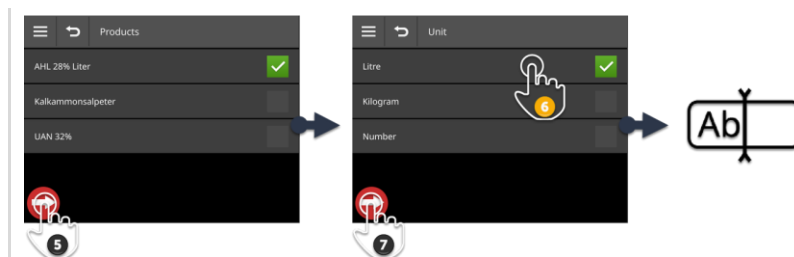 Products
AHL 28% Liter
Kalkammonsalpeter
UAN 32%
5
Unit
Litre
6
Kilogram
Number
7
Ab